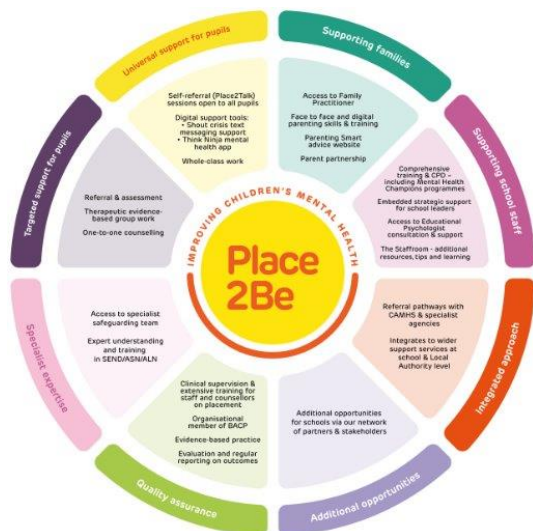 Universal support for pupils
Self-referral (Place2Talk)
sessions open to all pupils
Digital support tools:
• Shout crisis text
messaging support
• Think Ninja mental
health app
Whole-class work
Supporting families
Access to Family
Practitioner
Face to face and digital
parenting skills & training
Parenting Smart
advice website
Parent partnership
Supporting school staff
Comprehensive
training & CPD –
including Mental Health
Champions programmes
Embedded strategic support
for school leaders
Access to Educational
Psychologist
consultation & support
The Staffroom - additional
resources, tips and learning
Integrated approach
Referral pathways with
CAMHS & specialist
agencies
Integrates to wider
support services at
school & Local
Authority level
Additional opportunities
Additional opportunities
for schools via our network
of partners & stakeholders
Quality assurance
Clinical supervision &
extensive training for
staff and counsellors
on placement
Organisational
member of BACP
Evidence-based practice
Evaluation and regular
reporting on outcomes
Specialist expertise
Access to specialist
safeguarding team
Expert understanding
and training
in SEND/ASN/ALN
Targeted support for pupils
Referral & assessment
Therapeutic evidence-
based group work
One-to-one counselling
IMPROVING CHILDREN'S MENTAL HEALTH
Place
2Be